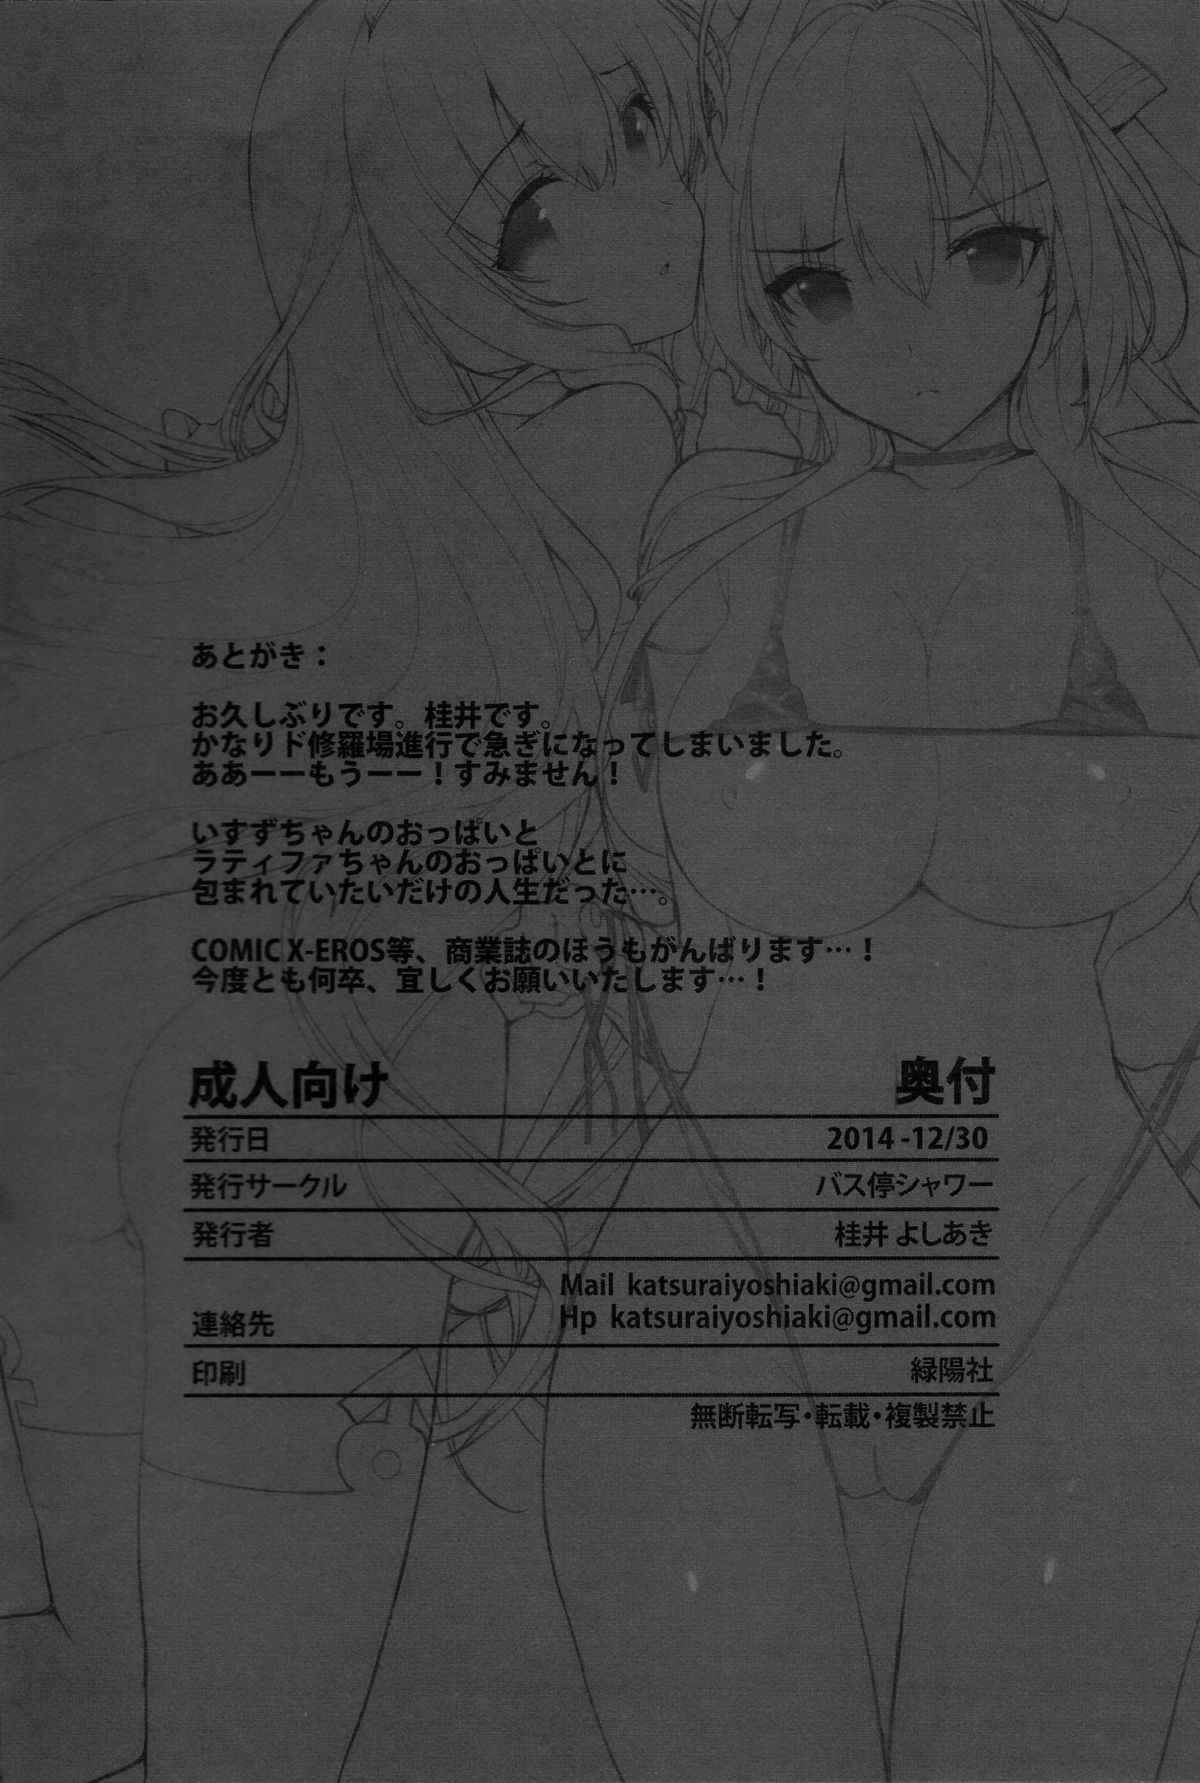 あとがき：
お久しぶりです。桂井です。
かなりド修羅場進行で急ぎになってしまいました。
ああーーもうーー！すみません！
いすずちゃんのおっぱいと
ラティファちゃんのおっぱいとに
包まれていたいだけの人生だった…。
COMIC X-EROS等、商業誌のほうもがんばります…！
今度とも何卒、宜しくお願いいたします…！
成人向け 奥付
発行日 2014 -12/30
発行サークル バス停シャワー
発行者 桂井 よしあき
連絡先 Mail katsuraiyoshiaki@gmail.com
Hp katsuraiyoshiaki@gmail.com
印刷 緑陽社
無断転写・転載・複製禁止